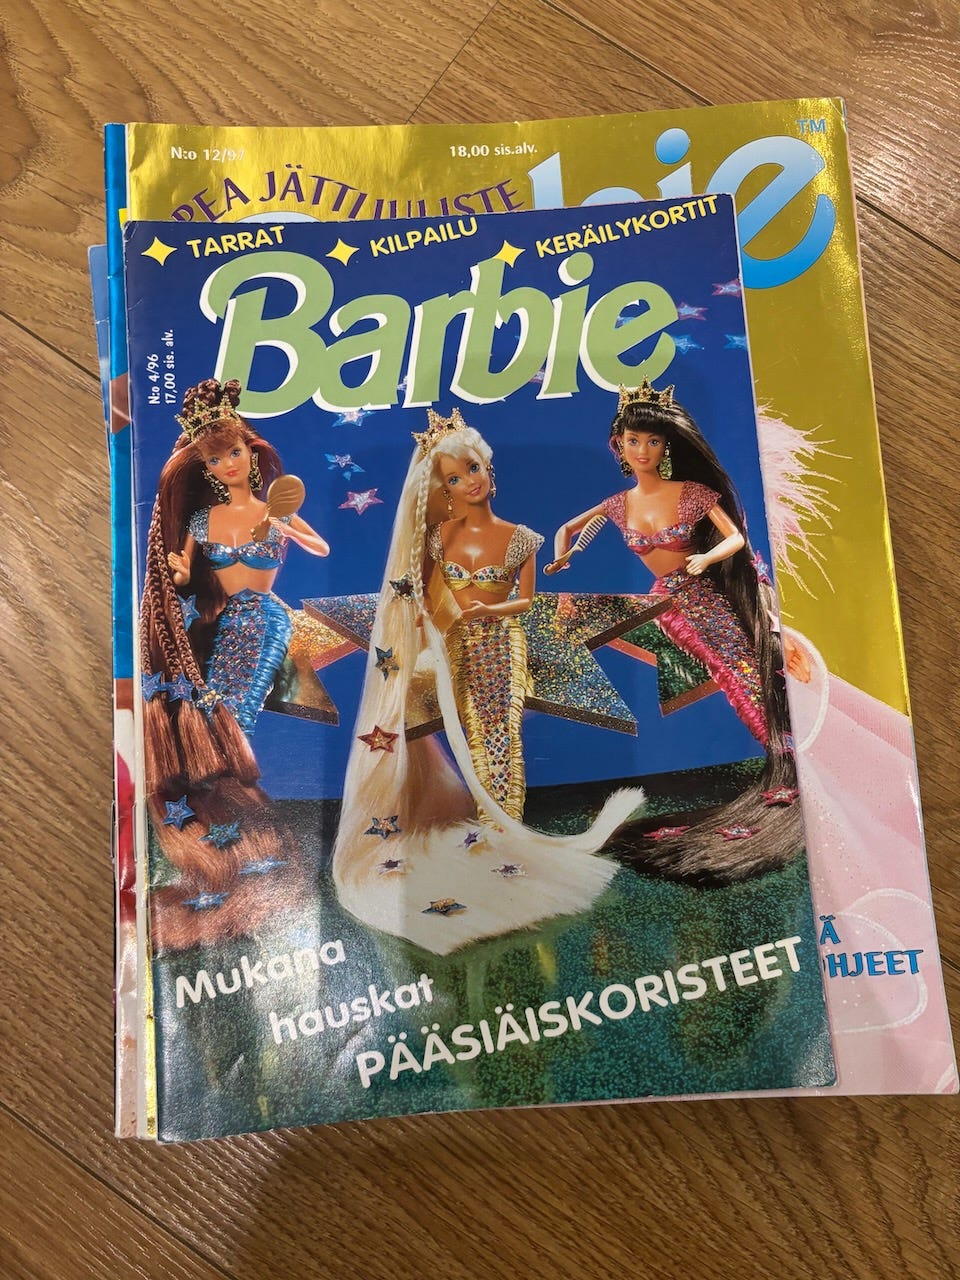 N:o 12/97
18,00 sis.alv.
TM
JÄTTIJULISTE
TARRAT
KILPAILU
KERÄILYKORTIT
Barbie
N:o 4/96
17,00 sis. alv.
Mukana
hauskat
PÄÄSIÄISKORISTEET